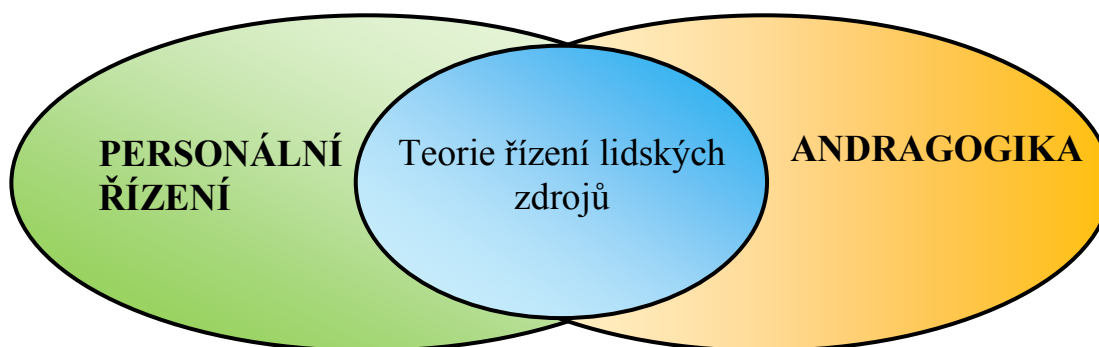 PERSONÁLNÍ
ŘÍZENÍ
Teorie řízení lidských
zdrojů
ANDRAGOGIKA